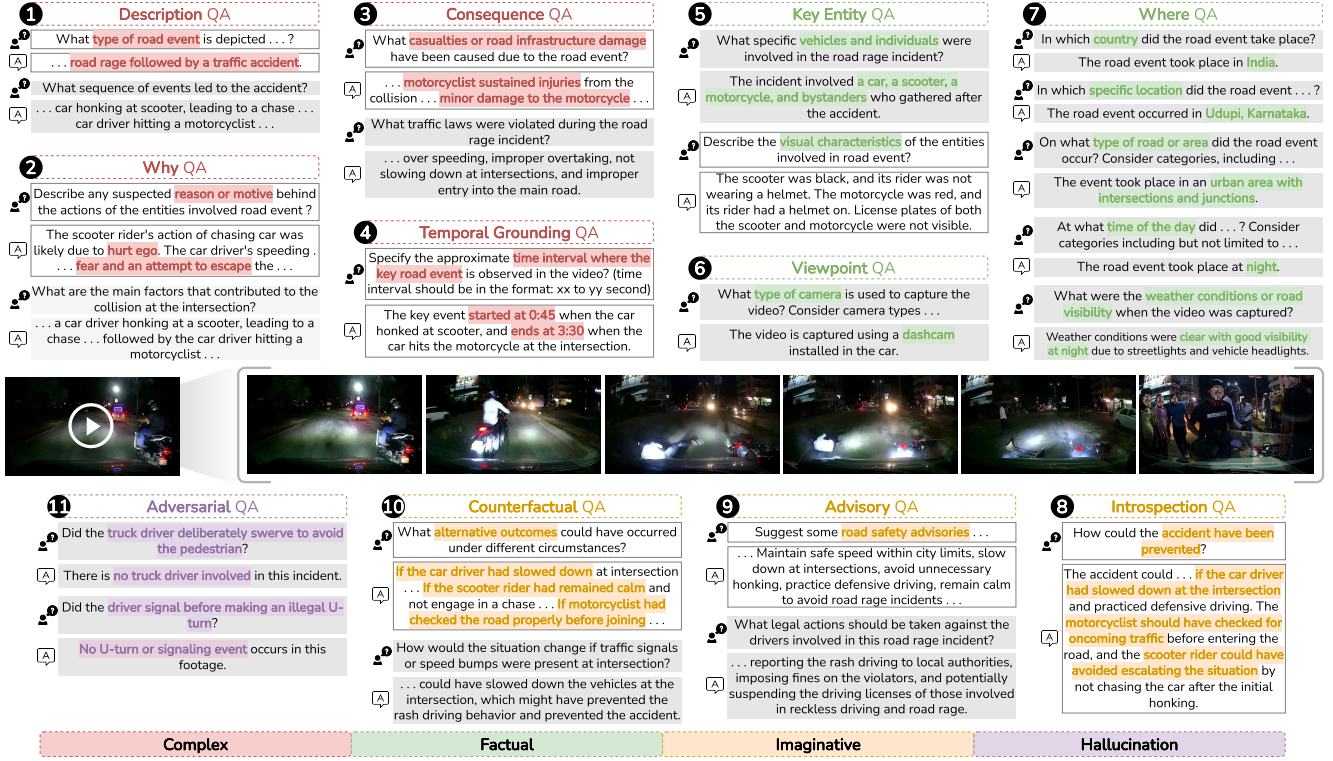 1 Description QA
What type of road event is depicted . . . ?
. . . road rage followed by a traffic accident.
What sequence of events led to the accident?
. . . car honking at scooter, leading to a chase . . .
car driver hitting a motorcyclist . . .
2 Why QA
Describe any suspected reason or motive behind
the actions of the entities involved road event ?
The scooter rider's action of chasing car was
likely due to hurt ego. The car driver's speeding .
. . . fear and an attempt to escape the . . .
What are the main factors that contributed to the
collision at the intersection?
. . . a car driver honking at a scooter, leading to a
chase . . . followed by the car driver hitting a
motorcyclist . . .
3 Consequence QA
What casualties or road infrastructure damage
have been caused due to the road event?
. . . motorcyclist sustained injuries from the
collision . . . minor damage to the motorcycle . . .
What traffic laws were violated during the road
rage incident?
. . . over speeding, improper overtaking, not
slowing down at intersections, and improper
entry into the main road.
4 Temporal Grounding QA
Specify the approximate time interval where the
key road event is observed in the video? (time
interval should be in the format: xx to yy second)
The key event started at 0:45 when the car
honked at scooter, and ends at 3:30 when the
car hits the motorcycle at the intersection.
5 Key Entity QA
What specific vehicles and individuals were
involved in the road rage incident?
The incident involved a car, a scooter, a
motorcycle, and bystanders who gathered after
the accident.
Describe the visual characteristics of the entities
involved in road event?
The scooter was black, and its rider was not
wearing a helmet. The motorcycle was red, and
its rider had a helmet on. License plates of both
the scooter and motorcycle were not visible.
6 Viewpoint QA
What type of camera is used to capture the
video? Consider camera types . . .
The video is captured using a dashcam
installed in the car.
7 Where QA
In which country did the road event take place?
The road event took place in India.
In which specific location did the road event . . . ?
The road event occurred in Udupi, Karnataka.
On what type of road or area did the road event
occur? Consider categories, including . . .
The event took place in an urban area with
intersections and junctions.
At what time of the day did . . . ? Consider
categories including but not limited to . . .
The road event took place at night.
What were the weather conditions or road
visibility when the video was captured?
Weather conditions were clear with good visibility
at night due to streetlights and vehicle headlights.
11 Adversarial QA
Did the truck driver deliberately swerve to avoid
the pedestrian?
There is no truck driver involved in this incident.
Did the driver signal before making an illegal U-
turn?
No U-turn or signaling event occurs in this
footage.
10 Counterfactual QA
What alternative outcomes could have occurred
under different circumstances?
If the car driver had slowed down at intersection
. . . If the scooter rider had remained calm and
not engage in a chase . . . If motorcyclist had
checked the road properly before joining . . .
How would the situation change if traffic signals
or speed bumps were present at intersection?
. . . could have slowed down the vehicles at the
intersection, which might have prevented the
rash driving behavior and prevented the accident.
9 Advisory QA
Suggest some road safety advisories . . .
. . . Maintain safe speed within city limits, slow
down at intersections, avoid unnecessary
honking, practice defensive driving, remain calm
to avoid road rage incidents . . .
What legal actions should be taken against the
drivers involved in this road rage incident?
. . . reporting the rash driving to local authorities,
imposing fines on the violators, and potentially
suspending the driving licenses of those involved
in reckless driving and road rage.
8 Introspection QA
How could the accident have been
prevented?
The accident could . . . if the car driver
had slowed down at the intersection
and practiced defensive driving. The
motorcyclist should have checked for
oncoming traffic before entering the
road, and the scooter rider could have
avoided escalating the situation by
not chasing the car after the initial
honking.
Complex
Factual
Imaginative
Hallucination